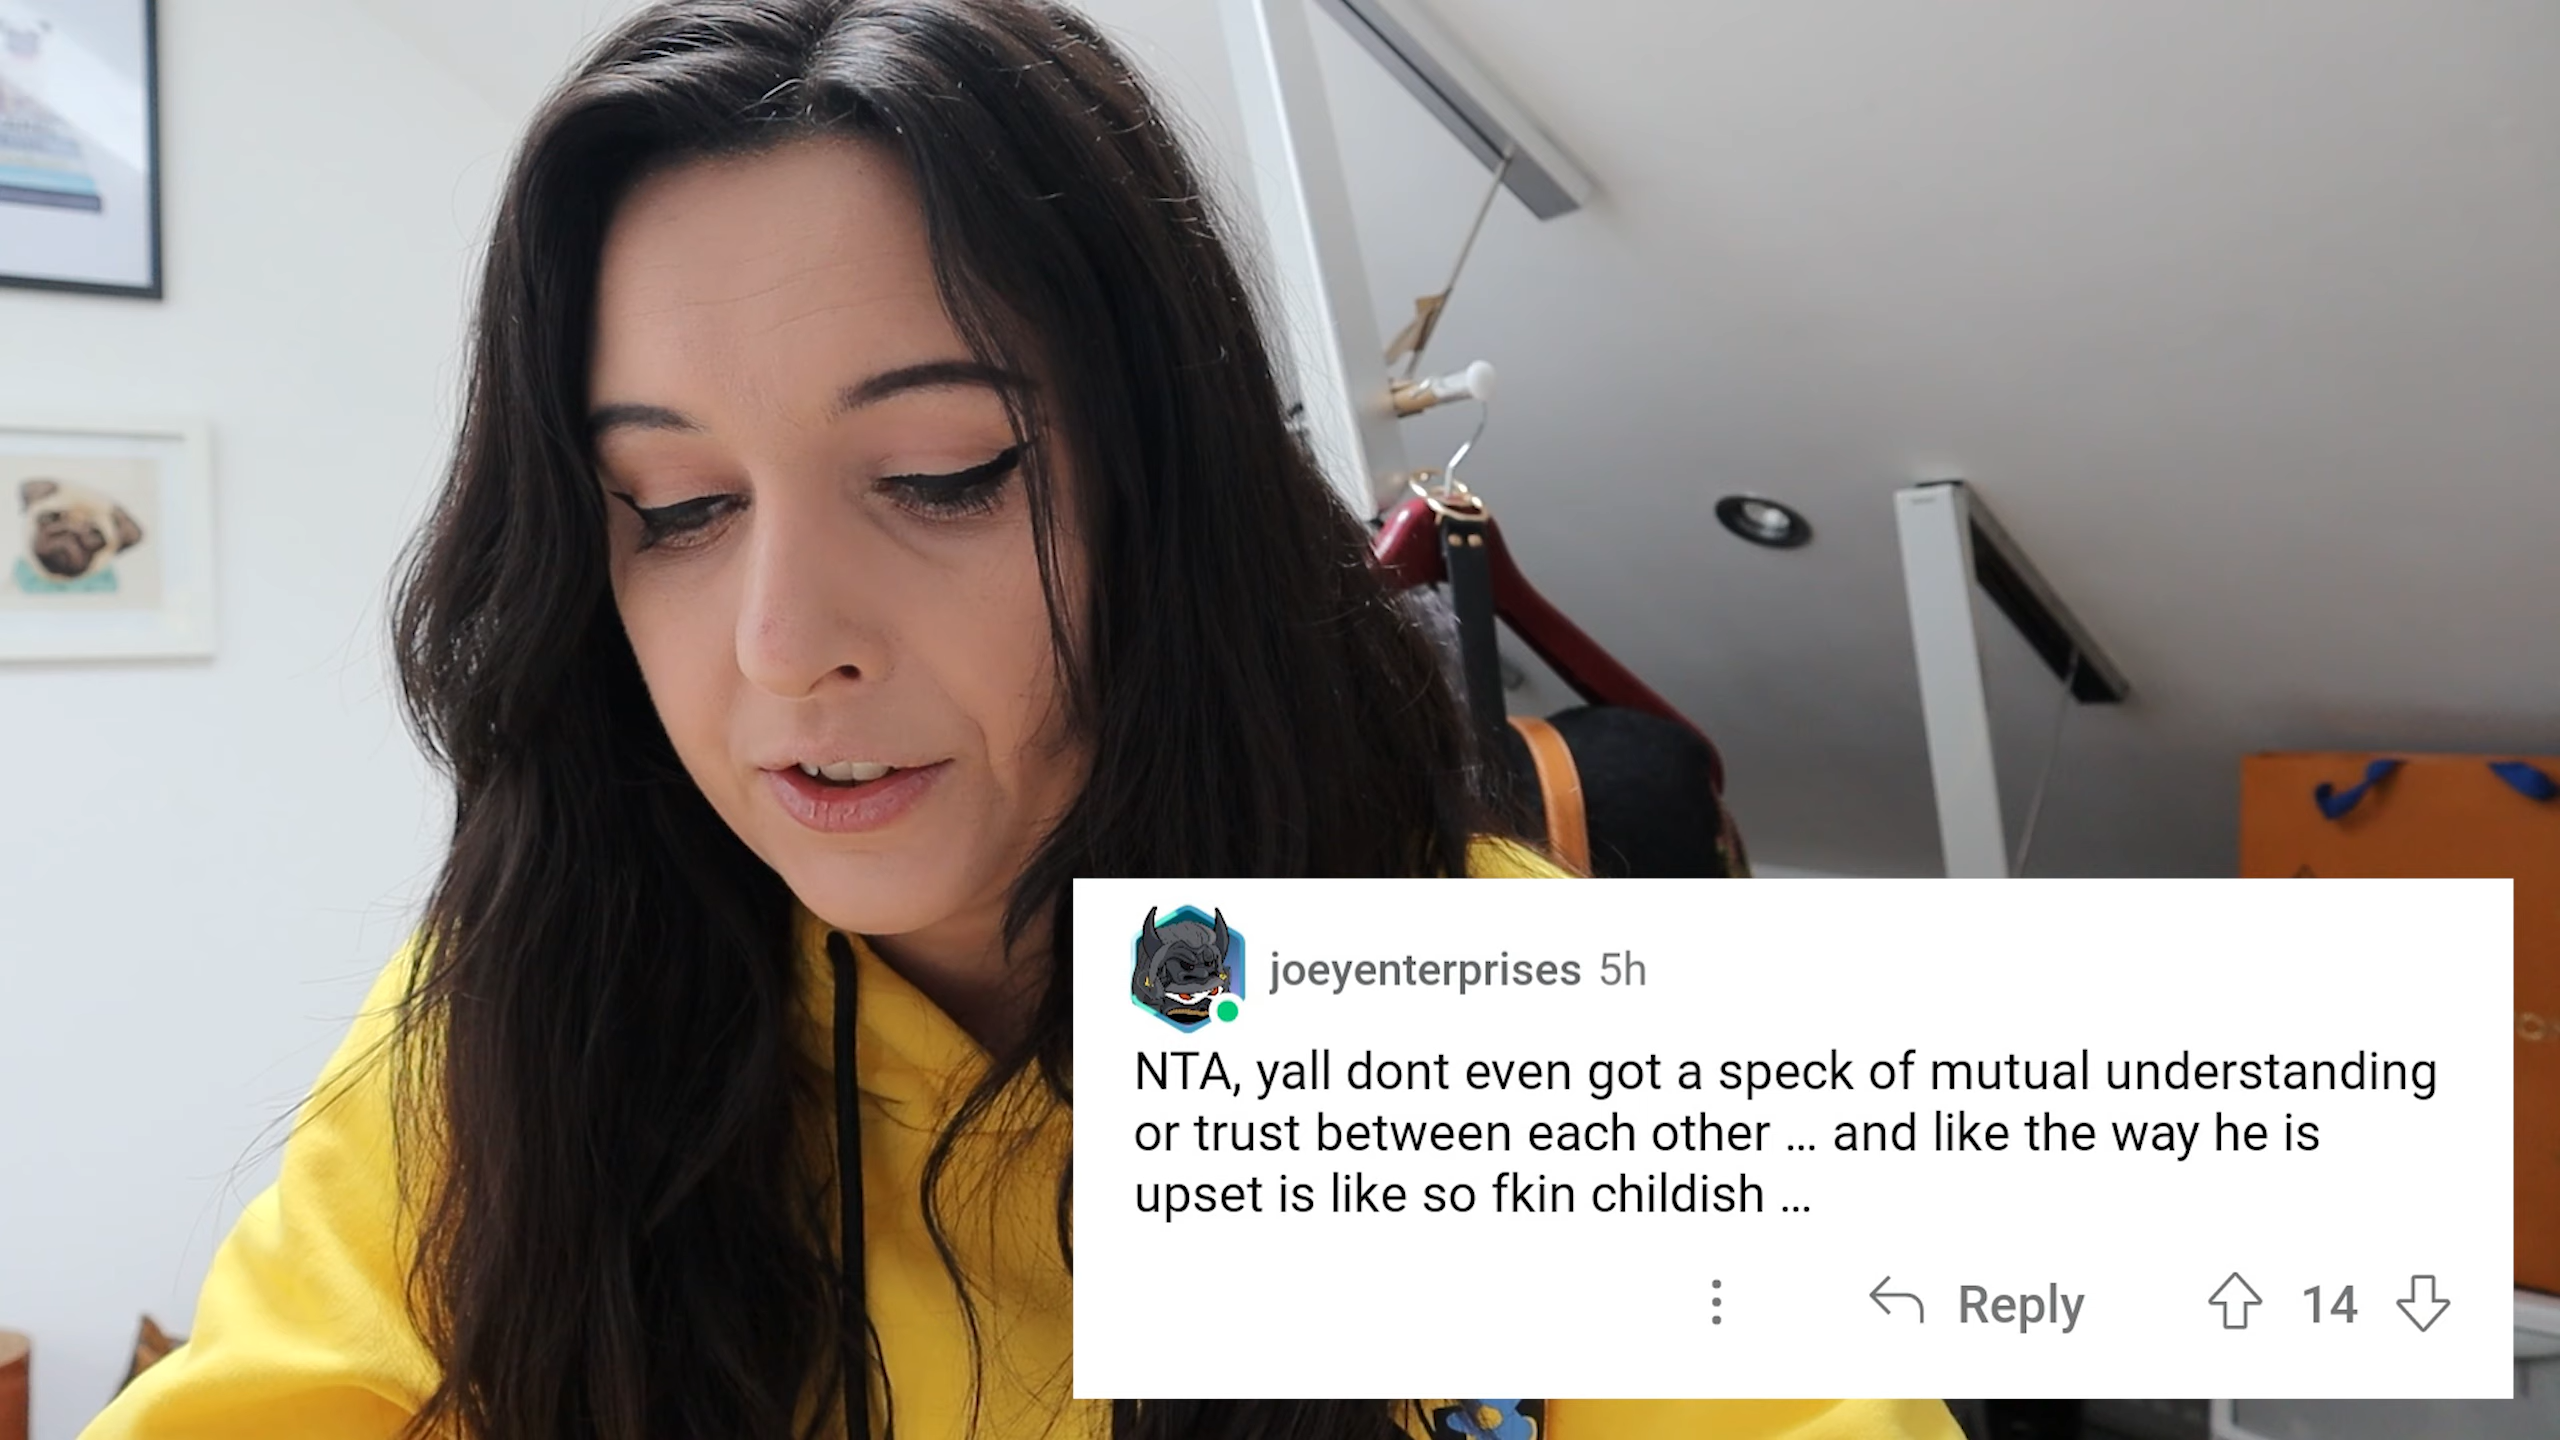 joeyenterprises 5h
NTA, yall dont even got a speck of mutual understanding
or trust between each other ... and like the way he is
upset is like so fkin childish ...
Reply 14